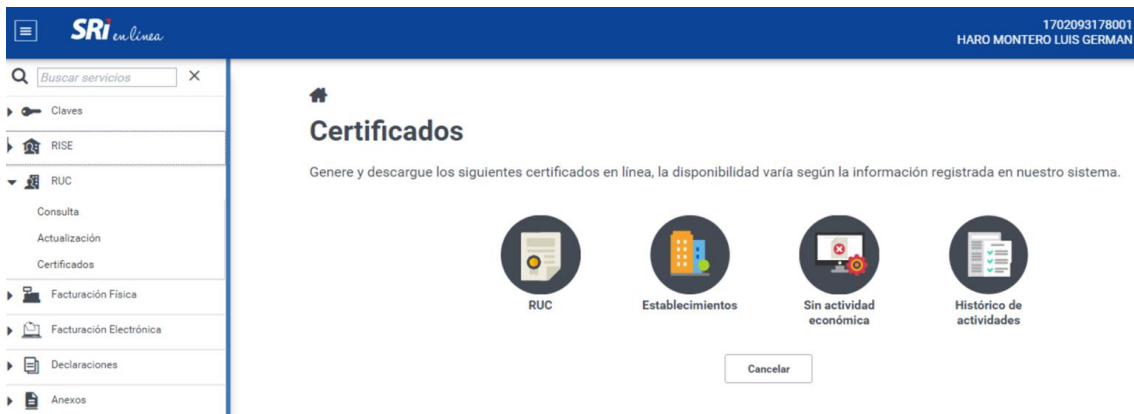 SRi en línea
1702093178001
HARO MONTERO LUIS GERMAN
Buscar servicios
Claves
RISE
RUC
Consulta
Actualización
Certificados
Facturación Física
Facturación Electrónica
Declaraciones
Anexos
Certificados
Genere y descargue los siguientes certificados en línea, la disponibilidad varía según la información registrada en nuestro sistema.
RUC
Establecimientos
Sin actividad
económica
Histórico de
actividades
Cancelar